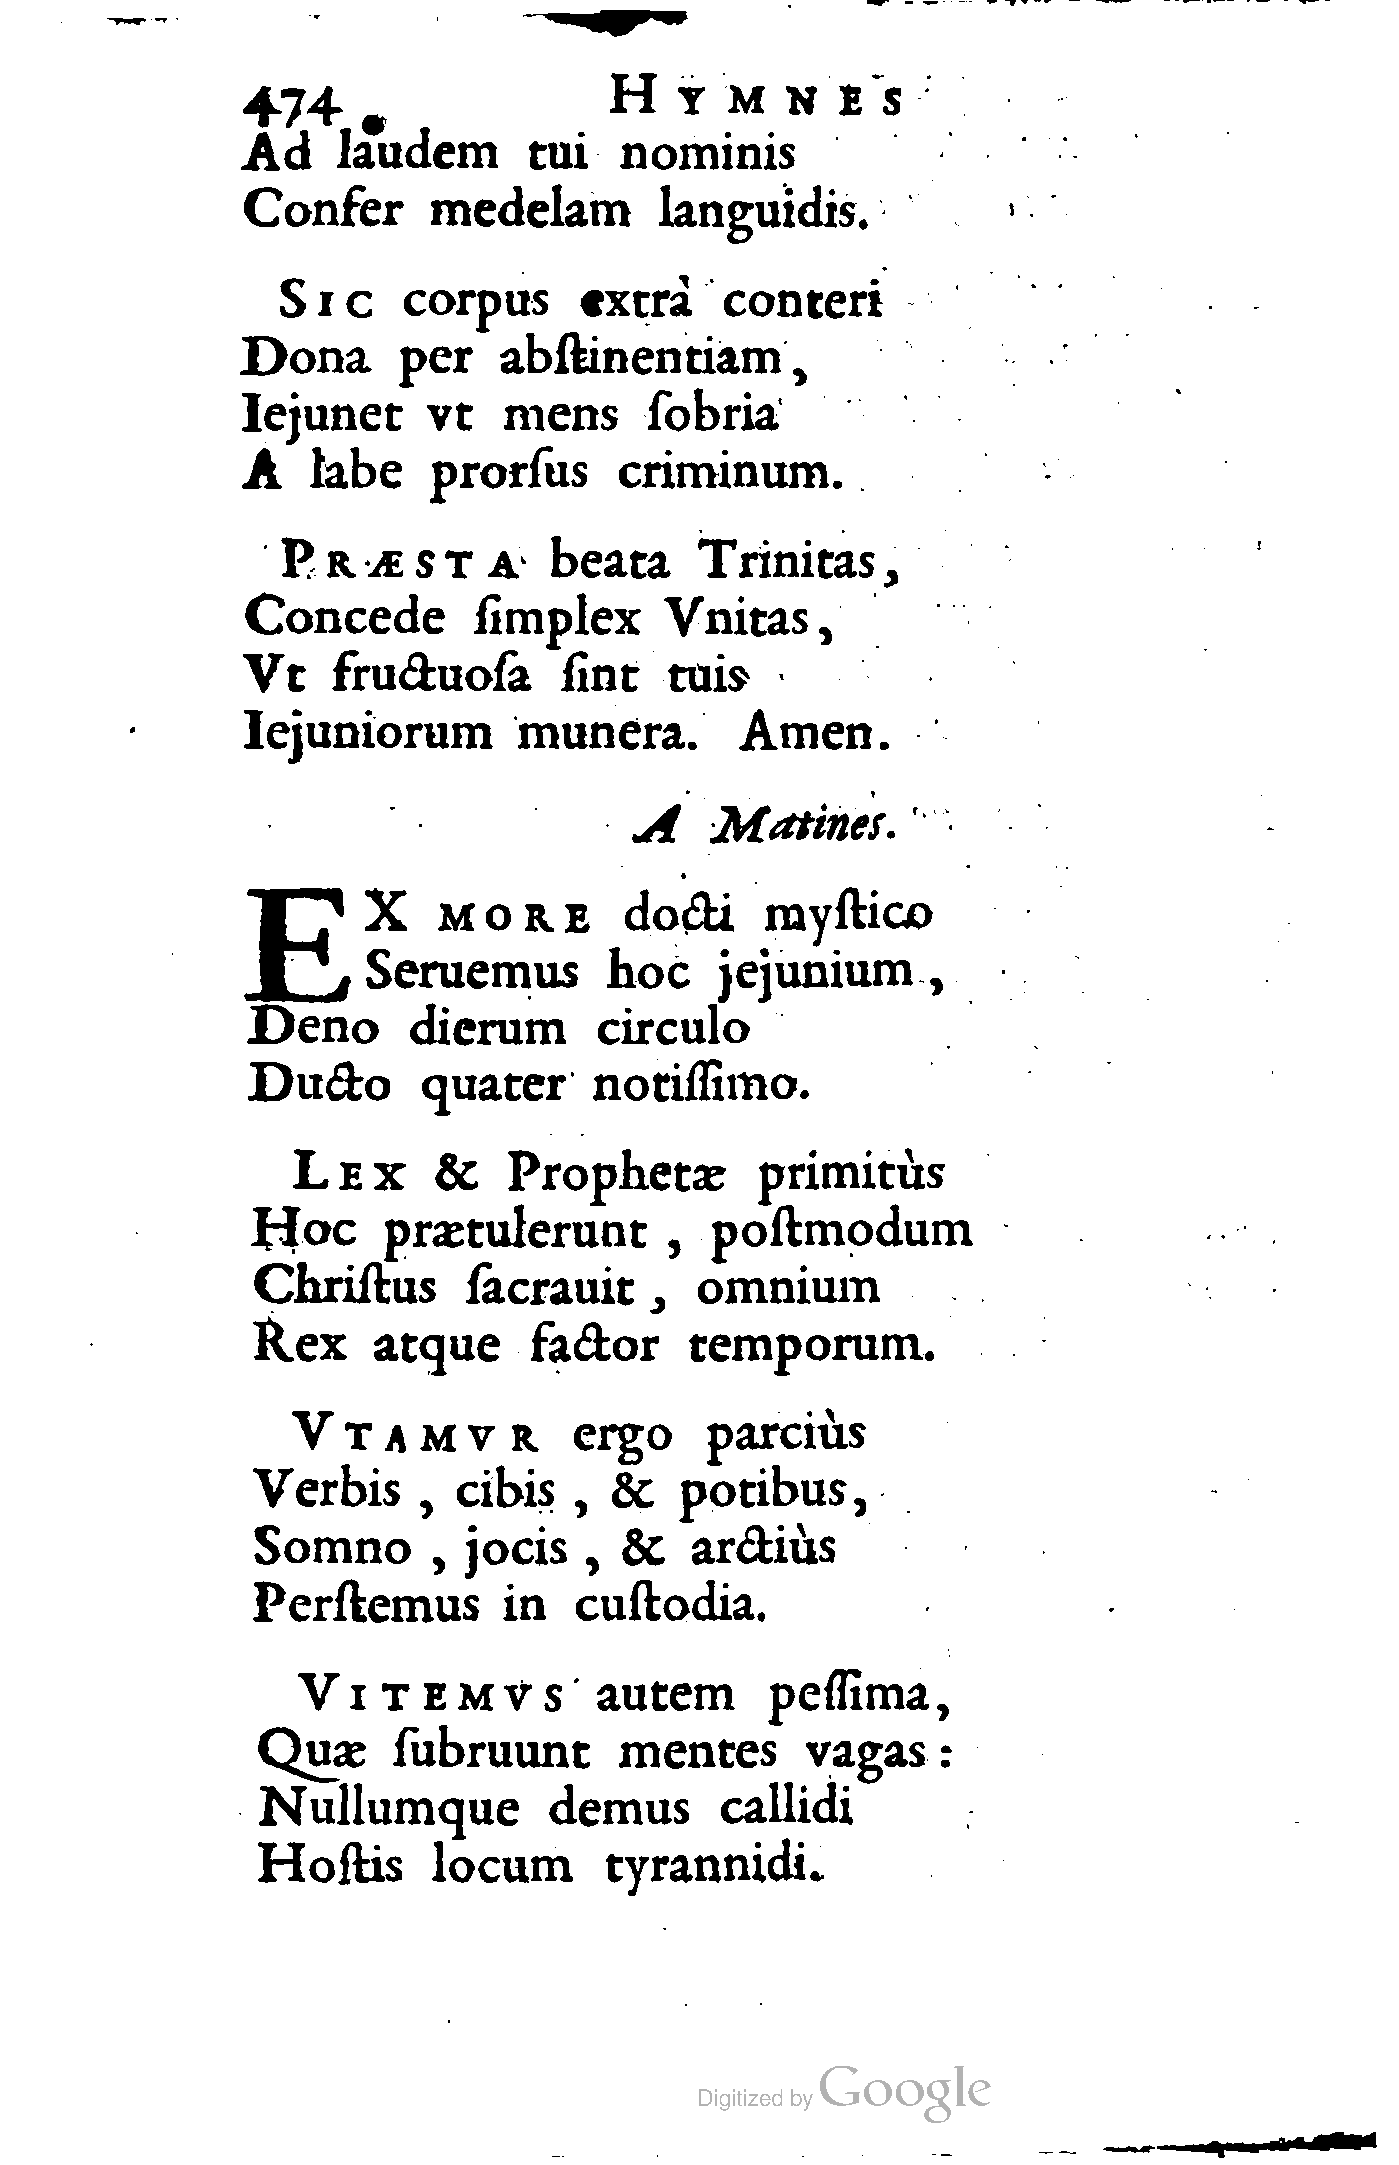 474 HYMNES
Ad laudem tui nominis
Confer medelam languidis.
SIC corpus extrà conteri
Dona per abſtinentiam,
Iejunet vt mens ſobria
A labe prorſus criminum.
PRÆSTA beata Trinitas,
Concede ſimplex Vnitas,
Vt fructuoſa ſint tuis
Iejuniorum munera. Amen.
A Matines.
EX MORE docti myſtico
Seruemus hoc jejunium,
Deno dierum circulo
Ducto quater notiſſimo.
LEX & Prophetæ primitùs
Hoc prætulerunt, poſtmodum
Chriſtus ſacrauit, omnium
Rex atque factor temporum.
VTAMVR ergo parciùs
Verbis, cibis, & potibus,
Somno, jocis, & arctiùs
Perſtemus in cuſtodia.
VITEMVS autem peſſima,
Quæ ſubruunt mentes vagas:
Nullumque demus callidi
Hoſtis locum tyrannidi.
Digitized by Google